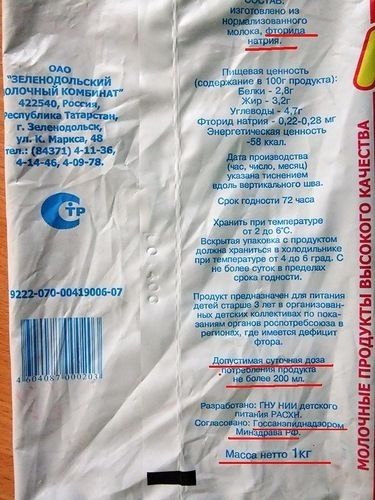 СОСТАВ:
изготовлен из
нормализованного
молока, фторида
натрия.
Пищевая ценность
(содержание в 100г продукта):
Белки - 2,8г
Жир - 3,2г
Углеводы - 4,7г
Фторид натрия - 0,22-0,28 мг
Энергетическая ценность
-58 ккал.
Дата производства
(час, число, месяц)
указана тиснением
вдоль вертикального шва.
Срок годности 72 часа
Хранить при температуре
от 2 до 6°С.
Вскрытая упаковка с продуктом
должна храниться в холодильнике
при температуре от 4 до 6 град. С
не более суток в пределах
срока годности.
Продукт предназначен для питания
детей старше 3 лет в организован-
ных детских коллективах по пока-
заниям органов роспотребсоюза в
регионах, где имеется дефицит
фтора.
Допустимая суточная доза
потребления продукта
не более 200 мл.
Разработано: ГНУ НИИ детского
питания РАСХН.
Согласовано: Госсанэпиднадзором
Минздрава РФ.
Масса нетто 1кг
ОАО
"ЗЕЛЕНОДОЛЬСКИЙ
МОЛОЧНЫЙ КОМБИНАТ"
422540, Россия,
Республика Татарстан,
г. Зеленодольск,
ул. К. Маркса, 48
тел.: (84371) 4-11-36,
4-14-46, 4-09-78.
СТР
9222-070-00419006-07
4 604087 000203
МОЛОЧНЫЕ ПРОДУКТЫ ВЫСОКОГО КАЧЕСТВА